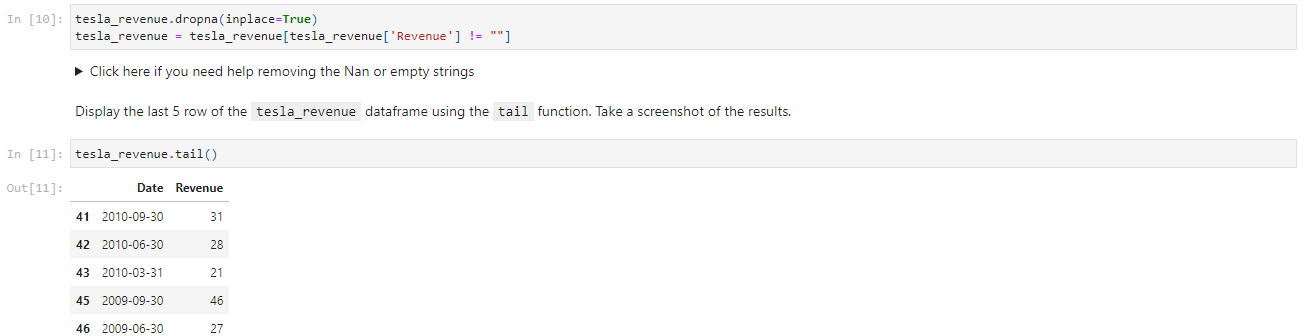 In [10]: tesla_revenue.dropna(inplace=True)
tesla_revenue = tesla_revenue[tesla_revenue['Revenue'] != ""]
▶ Click here if you need help removing the Nan or empty strings
Display the last 5 row of the tesla_revenue dataframe using the tail function. Take a screenshot of the results.
In [11]: tesla_revenue.tail()
Out[11]: Date Revenue
41 2010-09-30 31
42 2010-06-30 28
43 2010-03-31 21
45 2009-09-30 46
46 2009-06-30 27